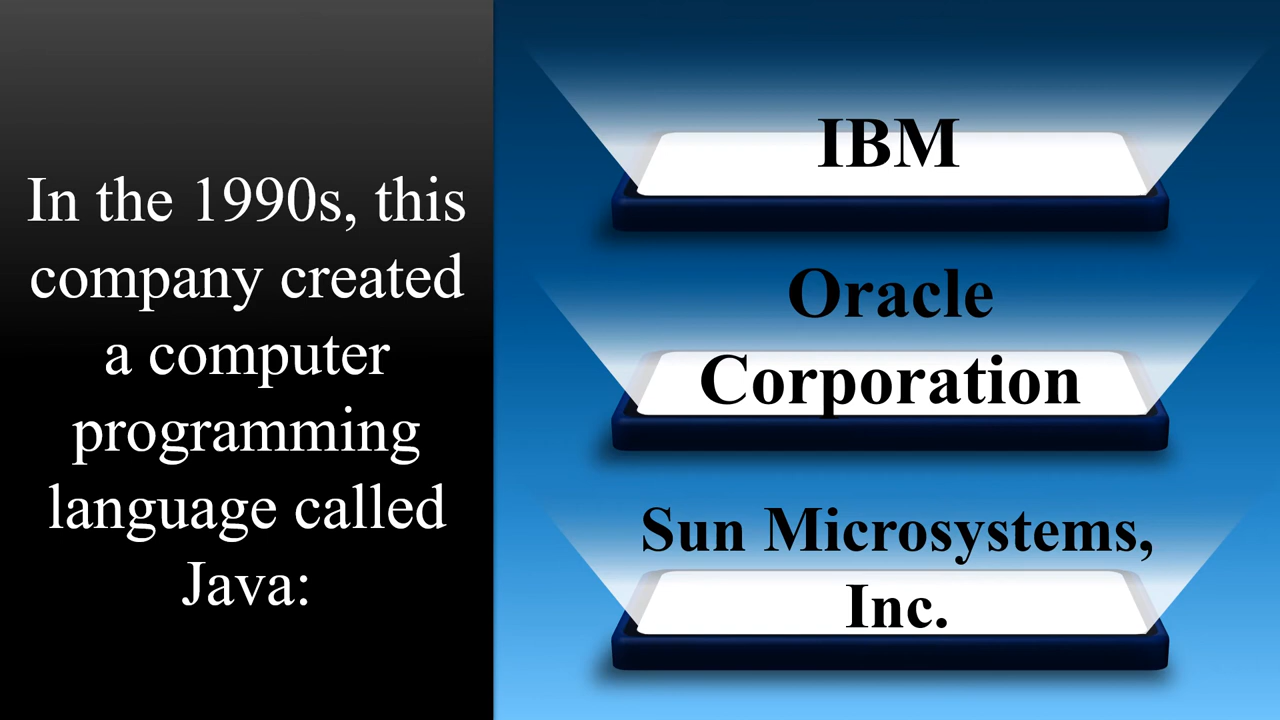 In the 1990s, this
company created
a computer
programming
language called
Java:
IBM
Oracle
Corporation
Sun Microsystems,
Inc.